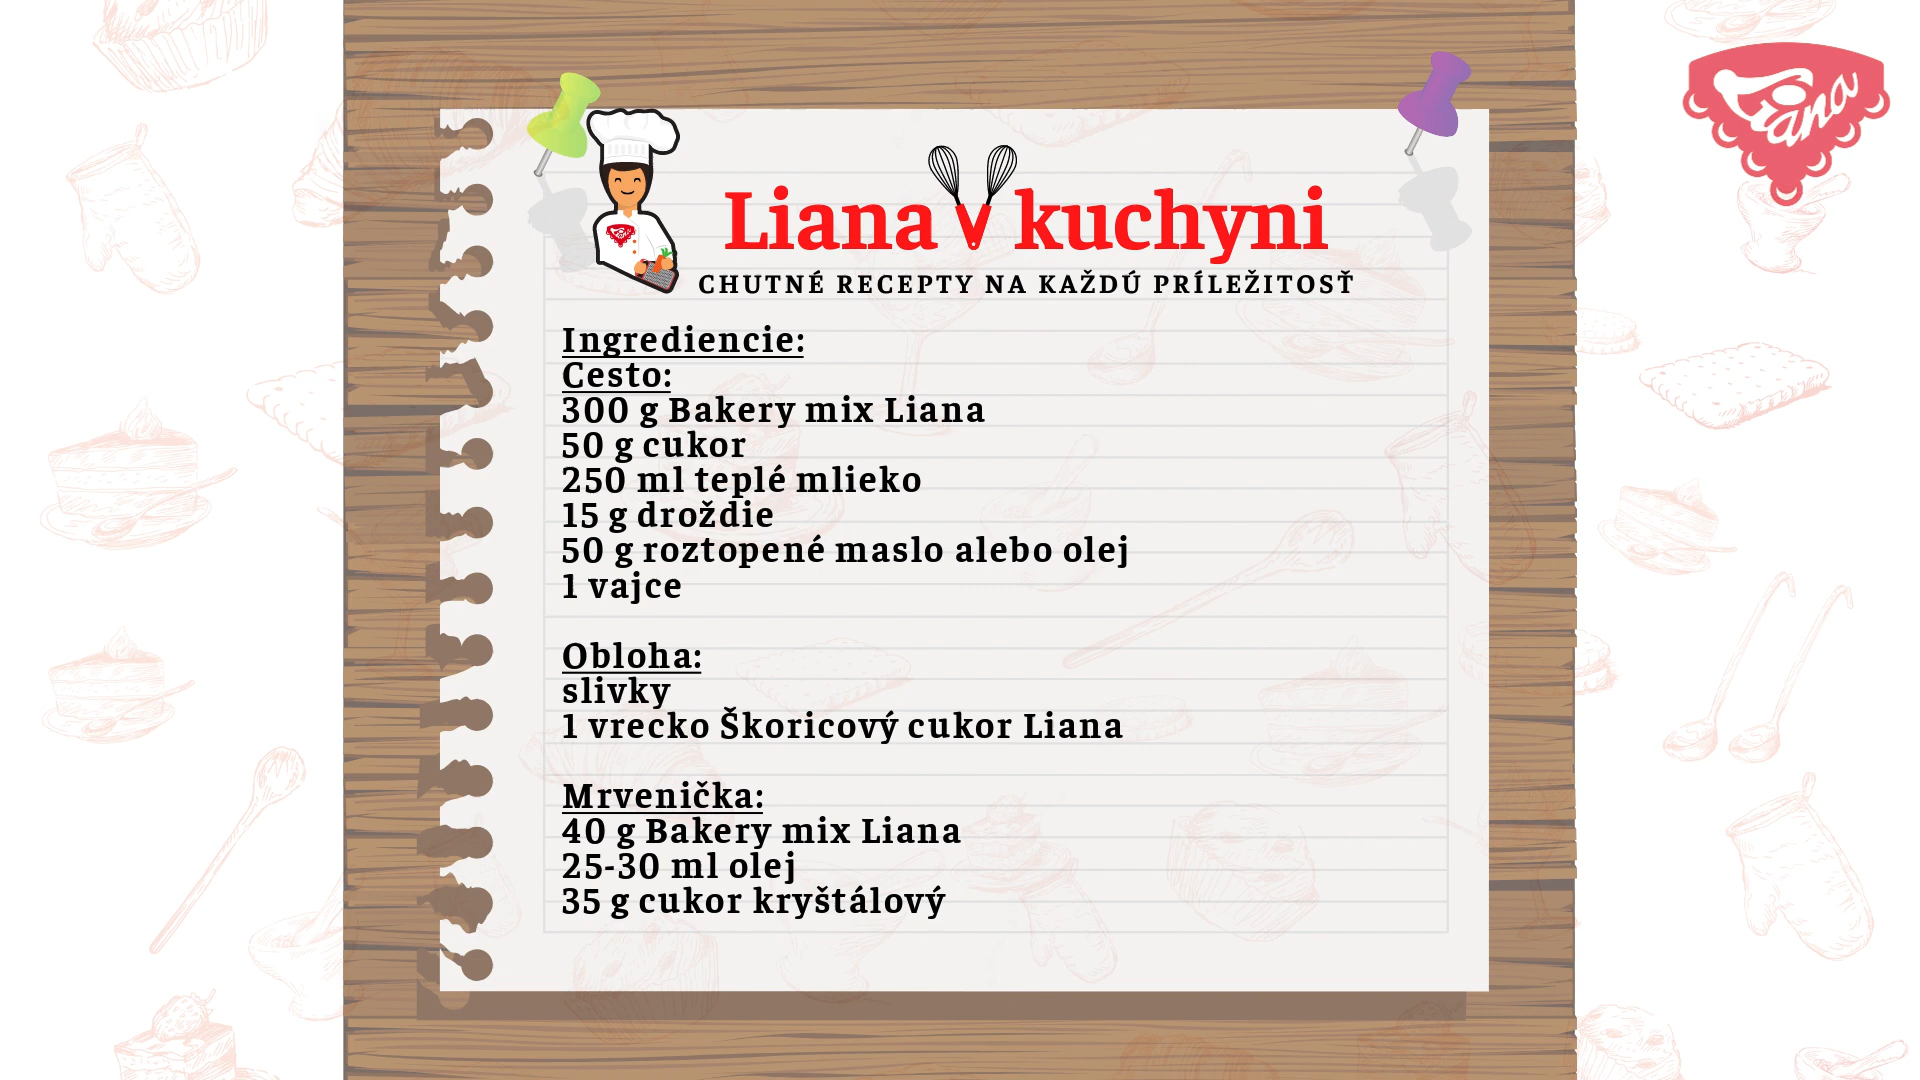 Liana v kuchyni
CHUTNÉ RECEPTY NA KAŽDÚ PRÍLEŽITOSŤ
Liana
Ingrediencie:
Cesto:
300 g Bakery mix Liana
50 g cukor
250 ml teplé mlieko
15 g droždie
50 g roztopené maslo alebo olej
1 vajce
Obloha:
slivky
1 vrecko Škoricový cukor Liana
Mrvenička:
40 g Bakery mix Liana
25-30 ml olej
35 g cukor kryštálový